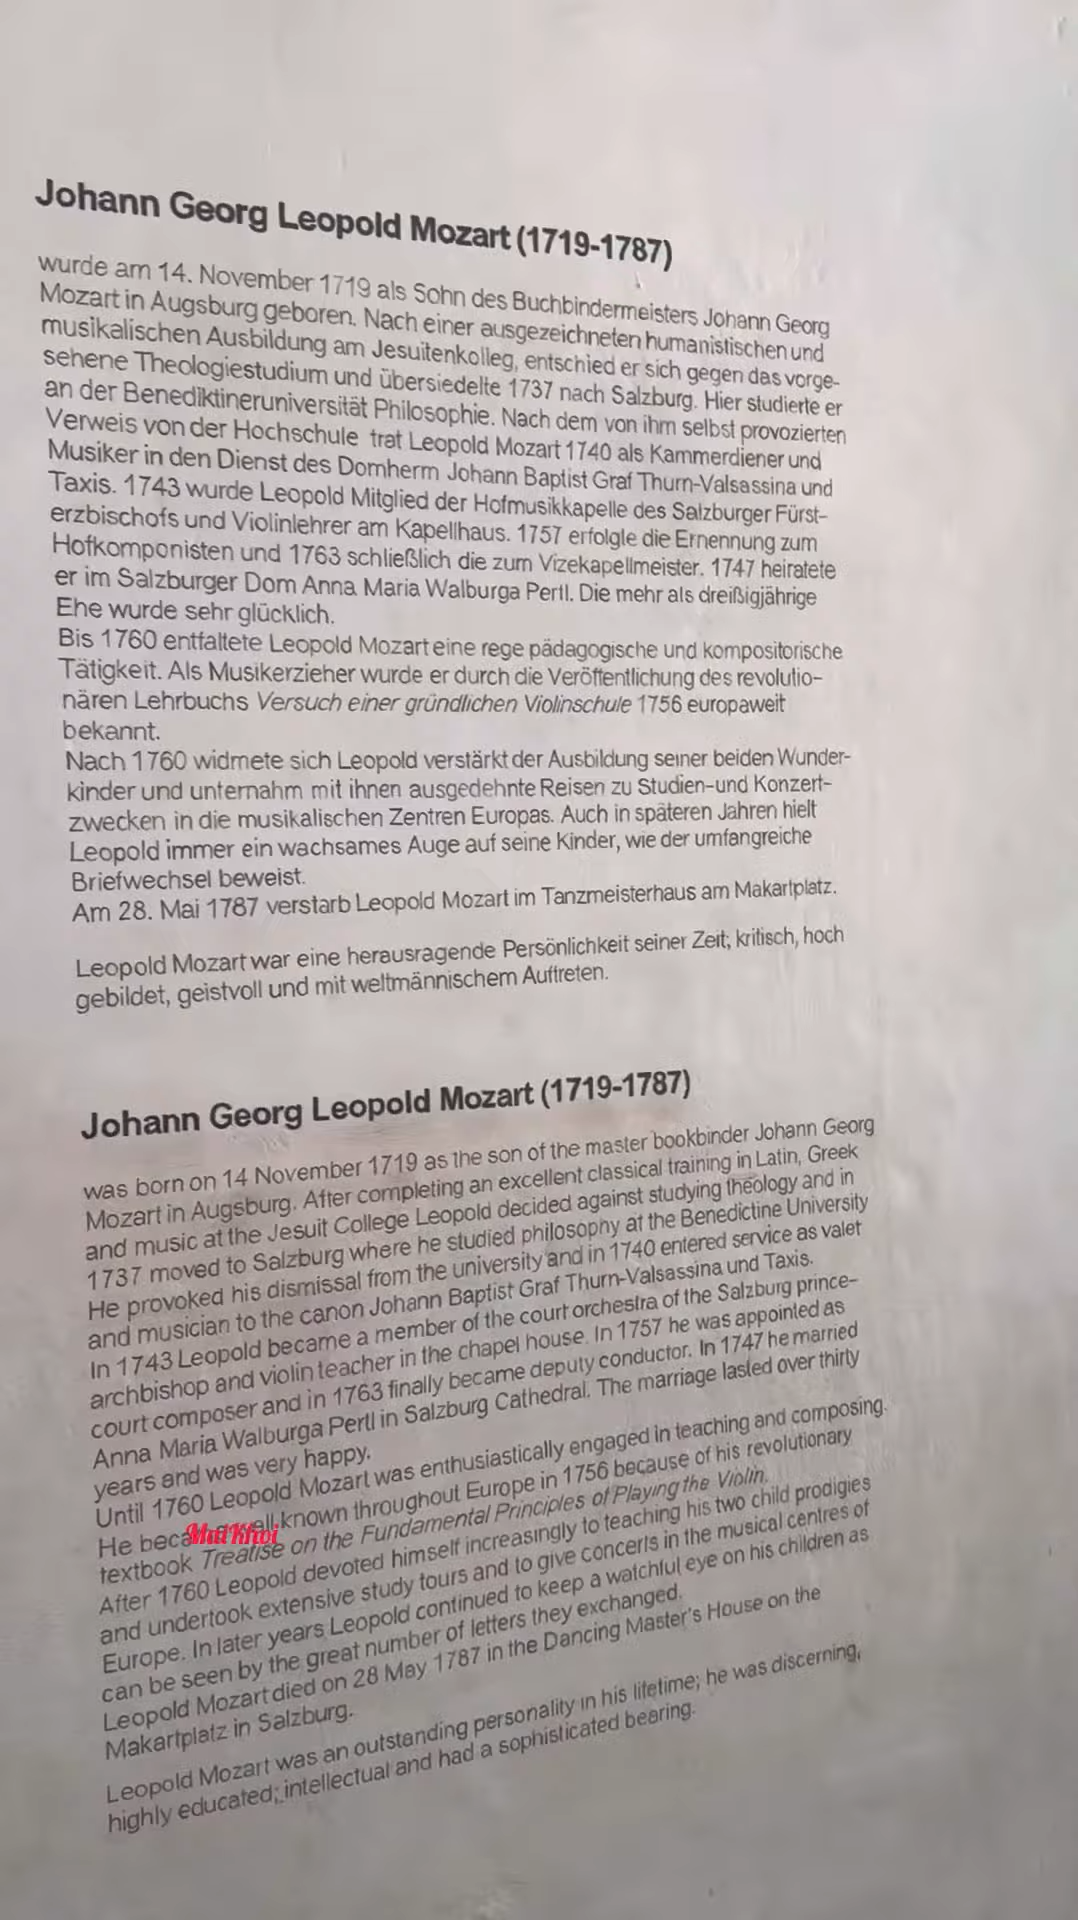 Johann Georg Leopold Mozart (1719-1787)
wurde am 14. November 1719 als Sohn des Buchbindermeisters Johann Georg
Mozart in Augsburg geboren. Nach einer ausgezeichneten humanistischen und
musikalischen Ausbildung am Jesuitenkolleg, entschied er sich gegen das vorge-
sehene Theologiestudium und übersiedelte 1737 nach Salzburg. Hier studierte er
an der Benediktineruniversität Philosophie. Nach dem von ihm selbst provozierten
Verweis von der Hochschule trat Leopold Mozart 1740 als Kammerdiener und
Musiker in den Dienst des Domherrn Johann Baptist Graf Thurn-Valsassina und
Taxis. 1743 wurde Leopold Mitglied der Hofmusikkapelle des Salzburger Fürst-
erzbischofs und Violinlehrer am Kapellhaus. 1757 erfolgte die Ernennung zum
Hofkomponisten und 1763 schließlich die zum Vizekapellmeister. 1747 heiratete
er im Salzburger Dom Anna Maria Walburga Pertl. Die mehr als dreißigjährige
Ehe wurde sehr glücklich.
Bis 1760 entfaltete Leopold Mozart eine rege pädagogische und kompositorische
Tätigkeit. Als Musikerzieher wurde er durch die Veröffentlichung des revolutio-
nären Lehrbuchs Versuch einer gründlichen Violinschule 1756 europaweit
bekannt.
Nach 1760 widmete sich Leopold verstärkt der Ausbildung seiner beiden Wunder-
kinder und unternahm mit ihnen ausgedehnte Reisen zu Studien-und Konzert-
zwecken in die musikalischen Zentren Europas. Auch in späteren Jahren hielt
Leopold immer ein wachsames Auge auf seine Kinder, wie der umfangreiche
Briefwechsel beweist.
Am 28. Mai 1787 verstarb Leopold Mozart im Tanzmeisterhaus am Makartplatz.
Leopold Mozart war eine herausragende Persönlichkeit seiner Zeit; kritisch, hoch
gebildet, geistvoll und mit weltmännischem Auftreten.
Johann Georg Leopold Mozart (1719-1787)
was born on 14 November 1719 as the son of the master bookbinder Johann Georg
Mozart in Augsburg. After completing an excellent classical training in Latin, Greek
and music at the Jesuit College Leopold decided against studying theology and in
1737 moved to Salzburg where he studied philosophy at the Benedictine University
He provoked his dismissal from the university and in 1740 entered service as valet
and musician to the canon Johann Baptist Graf Thurn-Valsassina und Taxis.
In 1743 Leopold became a member of the court orchestra of the Salzburg prince-
archbishop and violin teacher in the chapel house. In 1757 he was appointed as
court composer and in 1763 finally became deputy conductor. In 1747 he married
Anna Maria Walburga Pertl in Salzburg Cathedral. The marriage lasted over thirty
years and was very happy.
Until 1760 Leopold Mozart was enthusiastically engaged in teaching and composing.
He became well known throughout Europe in 1756 because of his revolutionary
textbook Treatise on the Fundamental Principles of Playing the Violin.
After 1760 Leopold devoted himself increasingly to teaching his two child prodigies
and undertook extensive study tours and to give concerts in the musical centres of
Europe. In later years Leopold continued to keep a watchful eye on his children as
can be seen by the great number of letters they exchanged.
Leopold Mozart died on 28 May 1787 in the Dancing Master's House on the
Makartplatz in Salzburg.
Leopold Mozart was an outstanding personality in his lifetime; he was discerning,
highly educated; intellectual and had a sophisticated bearing.